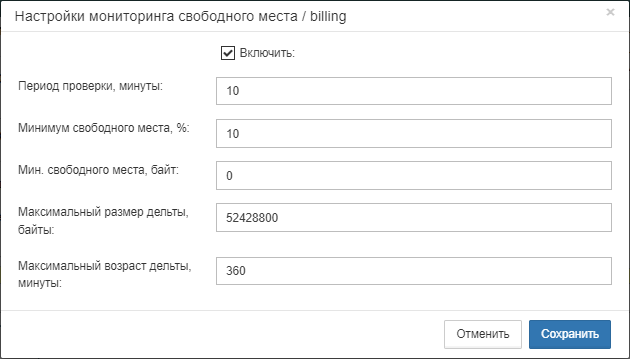 Настройки мониторинга свободного места / billing
×
Включить:
Период проверки, минуты:
10
Минимум свободного места, %:
10
Мин. свободного места, байт:
0
Максимальный размер дельты,
байты:
52428800
Максимальный возраст дельты,
минуты:
360
Отменить
Сохранить